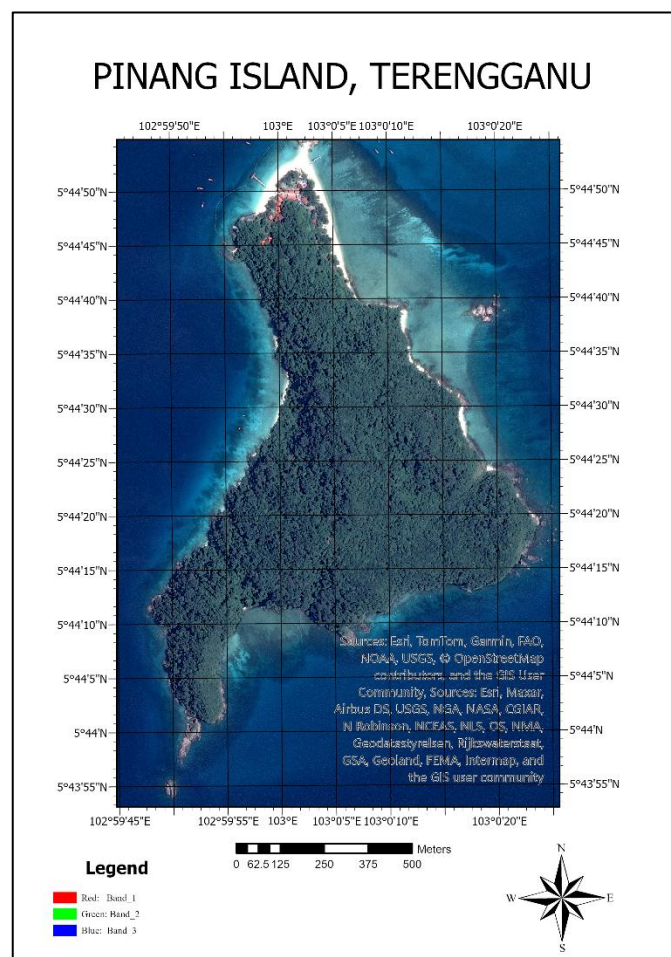 PINANG ISLAND, TERENGGANU
102°59'50"E 103°E 103°0'5"E 103°0'10"E 103°0'20"E
5°44'50"N 5°44'50"N
5°44'45"N 5°44'45"N
5°44'40"N 5°44'40"N
5°44'35"N 5°44'35"N
5°44'30"N 5°44'30"N
5°44'25"N 5°44'25"N
5°44'20"N 5°44'20"N
5°44'15"N 5°44'15"N
5°44'10"N 5°44'10"N
5°44'5"N 5°44'5"N
5°44'N 5°44'N
5°43'55"N 5°43'55"N
Sources: Esri, TomTom, Garmin, FAO,
NOAA, USGS, © OpenStreetMap
contributors, and the GIS User
Community, Sources: Esri, Maxar,
Airbus DS, USGS, NGA, NASA, CGIAR,
N Robinson, NCEAS, NLS, OS, NMA,
Geodatastyrelsen, Rijkswaterstaat,
GSA, Geoland, FEMA, Intermap, and
the GIS user community
102°59'45"E 102°59'55"E 103°E 103°0'5"E 103°0'10"E 103°0'20"E
Meters
0 62.5 125 250 375 500
Legend
Red: Band_1
Green: Band_2
Blue: Band_3
N
W E
S